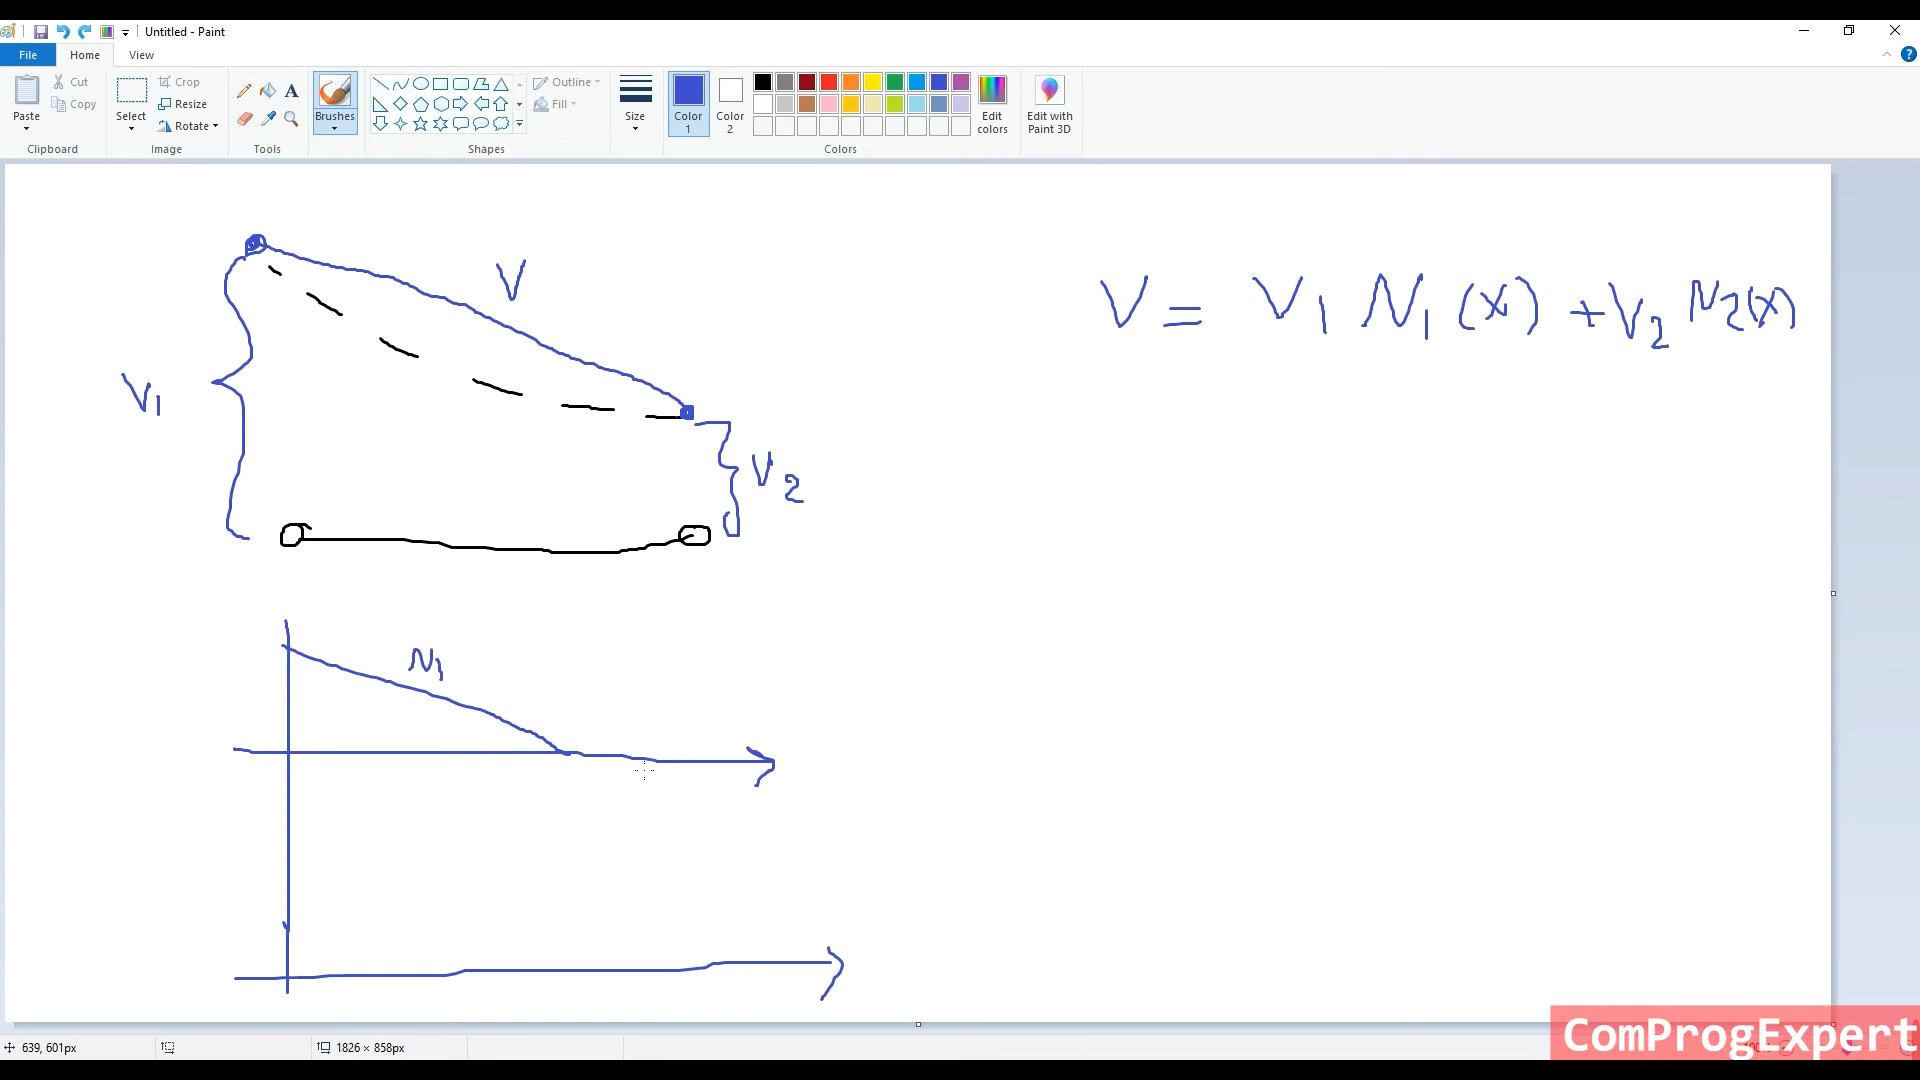 Untitled - Paint
File Home View
Paste
Cut
Copy
Clipboard
Select
Crop
Resize
Rotate
Image
Tools
Brushes
Shapes
Outline
Fill
Size
Color 1
Color 2
Edit colors
Edit with Paint 3D
Colors
V
V1
V2
V = V1 N1 (x) + V2 N2(x)
N1
639, 601px
1826 × 858px
ComProgExpert